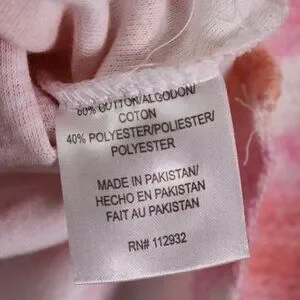 60% COTTON/ALGODON/
COTON
40% POLYESTER/POLIESTER/
POLYESTER
MADE IN PAKISTAN/
HECHO EN PAKISTAN/
FAIT AU PAKISTAN
RN# 112932